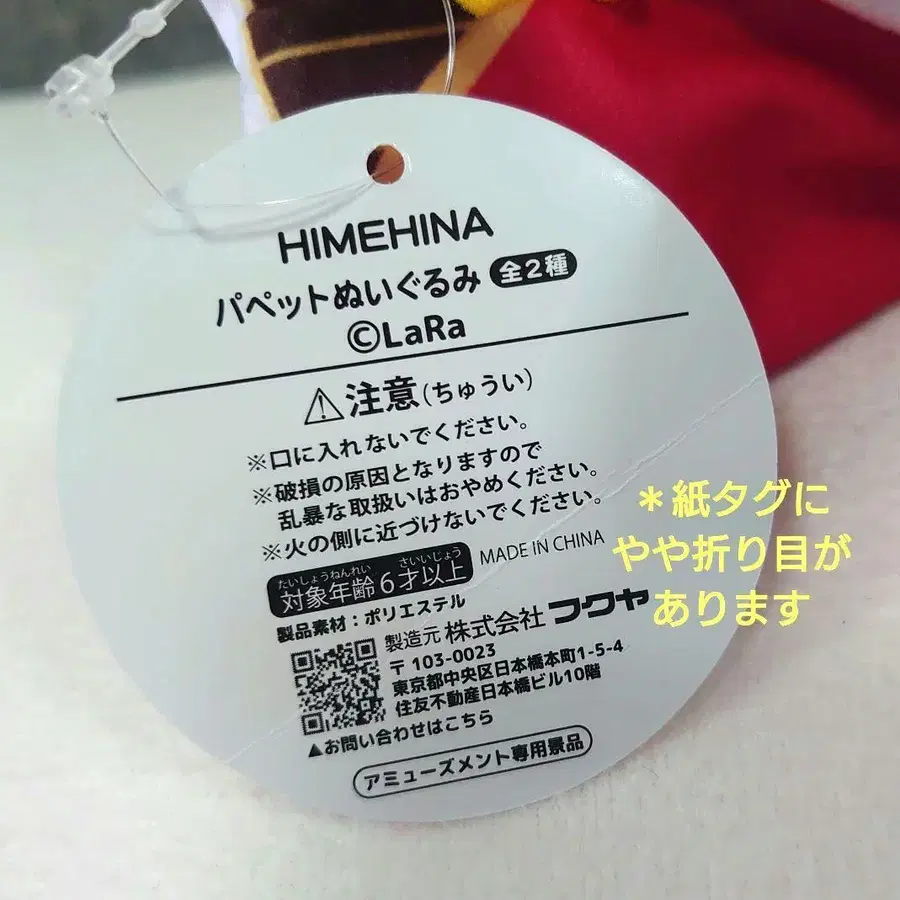 HIMEHINA
パペットぬいぐるみ 全2種
©LaRa
⚠注意(ちゅうい)
※口に入れないでください。
※破損の原因となりますので
乱暴な取扱いはおやめください。
※火の側に近づけないでください。
たいしょうねんれい さいいじょう
対象年齢6才以上 MADE IN CHINA
製品素材:ポリエステル
製造元 株式会社 フクヤ
〒103-0023
東京都中央区日本橋本町1-5-4
住友不動産日本橋ビル10階
▲お問い合わせはこちら
アミューズメント専用景品
＊紙タグに
やや折り目が
あります